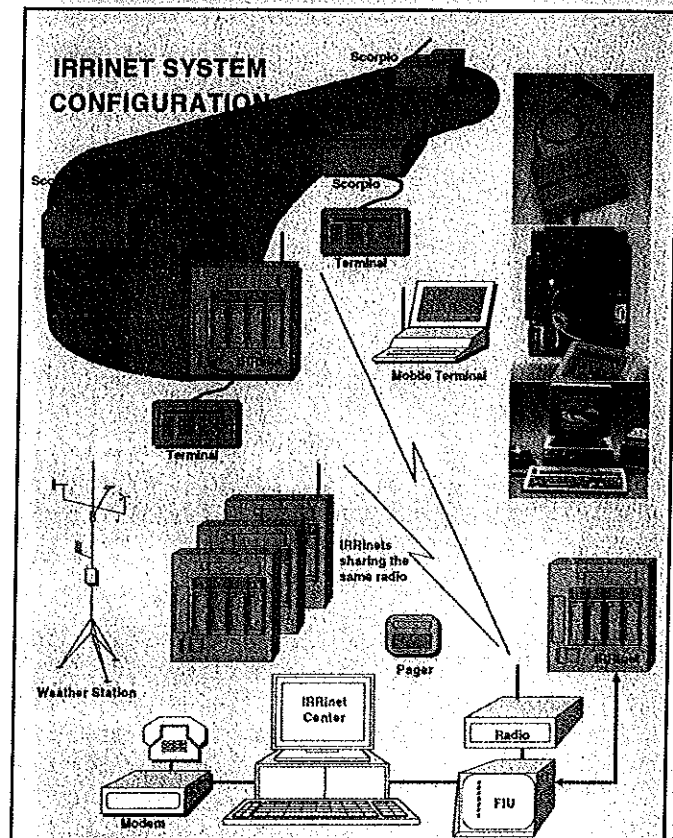 IRRINET SYSTEM
CONFIGURATION
Scorpio
Scorpio
Terminal
Mobile Terminal
Terminal
IRRInets
sharing the
same radio
Pager
Weather Station
IRRInet
Center
Radio
FIU
Modem
IRRInet